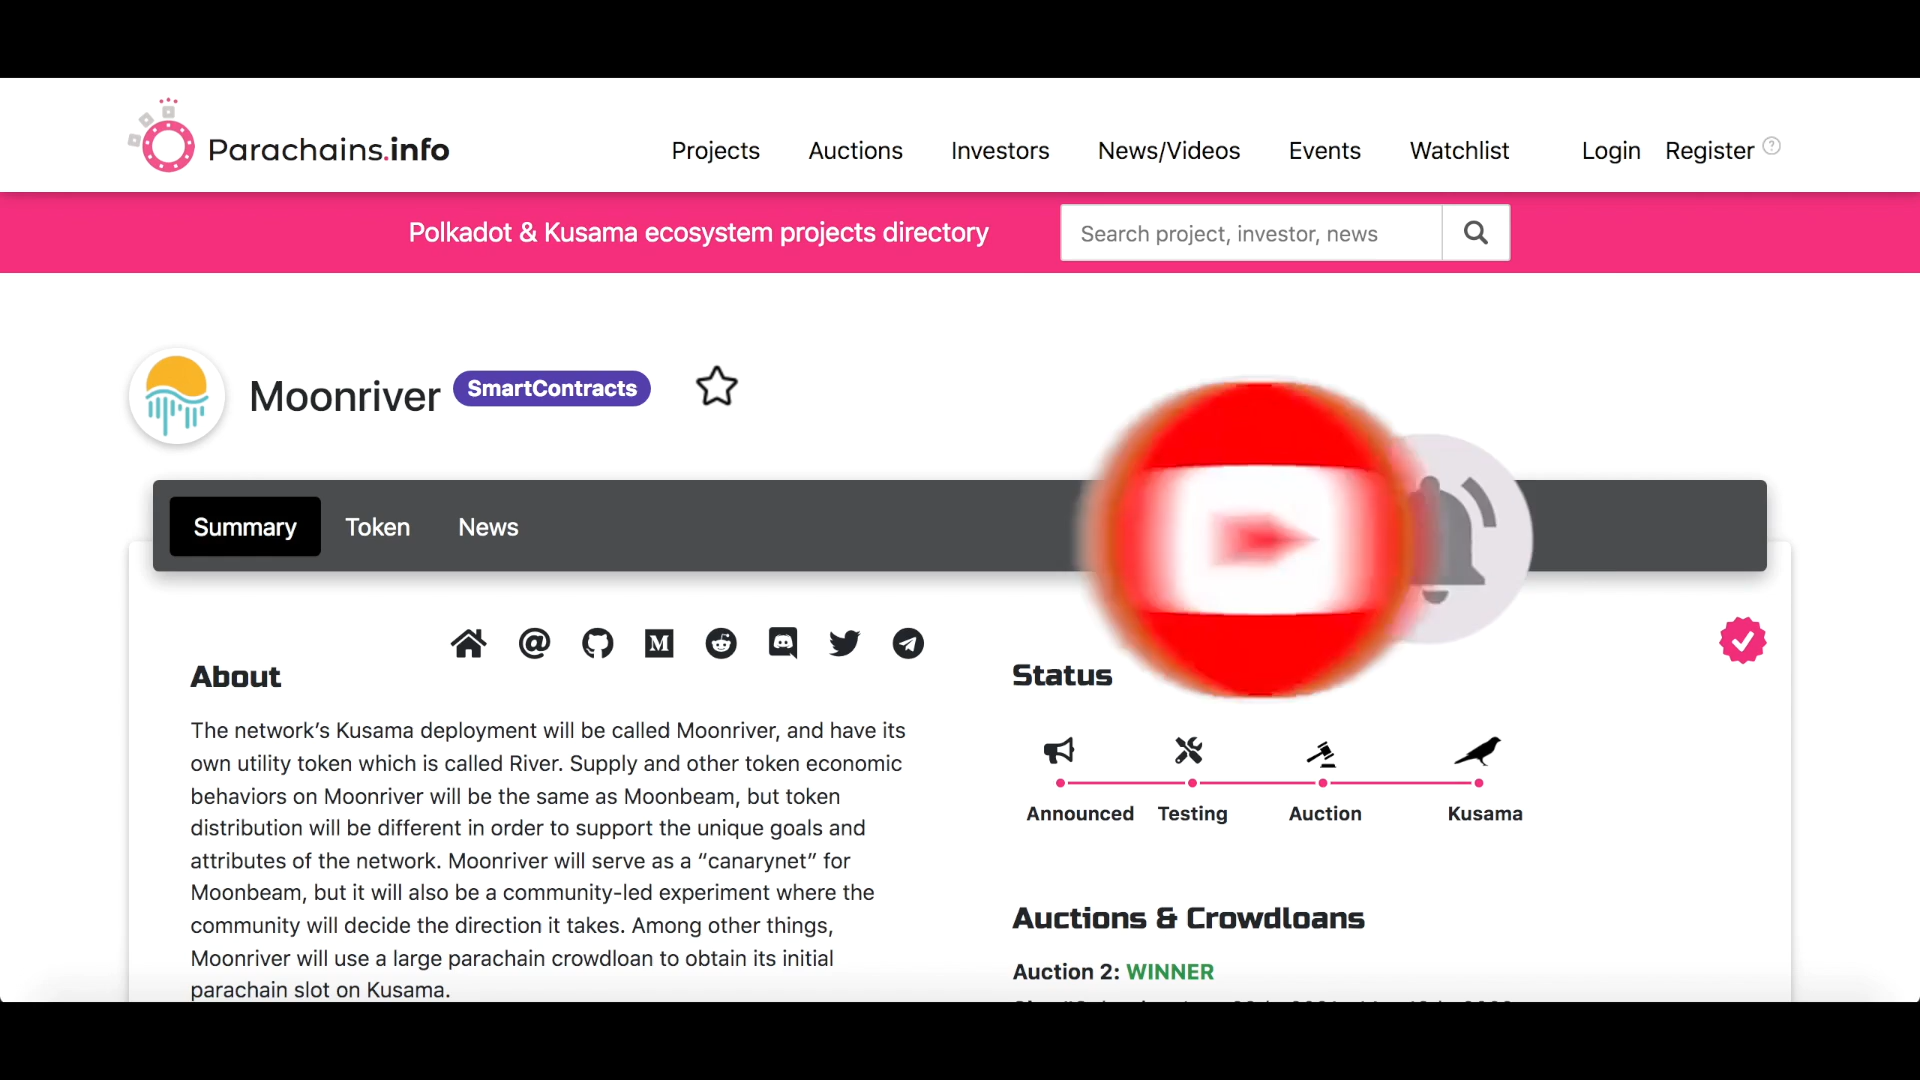 Parachains.info
Projects Auctions Investors News/Videos Events Watchlist Login Register
Polkadot & Kusama ecosystem projects directory
Search project, investor, news
Moonriver SmartContracts
Summary Token News
About
The network’s Kusama deployment will be called Moonriver, and have its
own utility token which is called River. Supply and other token economic
behaviors on Moonriver will be the same as Moonbeam, but token
distribution will be different in order to support the unique goals and
attributes of the network. Moonriver will serve as a “canarynet” for
Moonbeam, but it will also be a community-led experiment where the
community will decide the direction it takes. Among other things,
Moonriver will use a large parachain crowdloan to obtain its initial
parachain slot on Kusama.
Status
Announced Testing Auction Kusama
Auctions & Crowdloans
Auction 2: WINNER